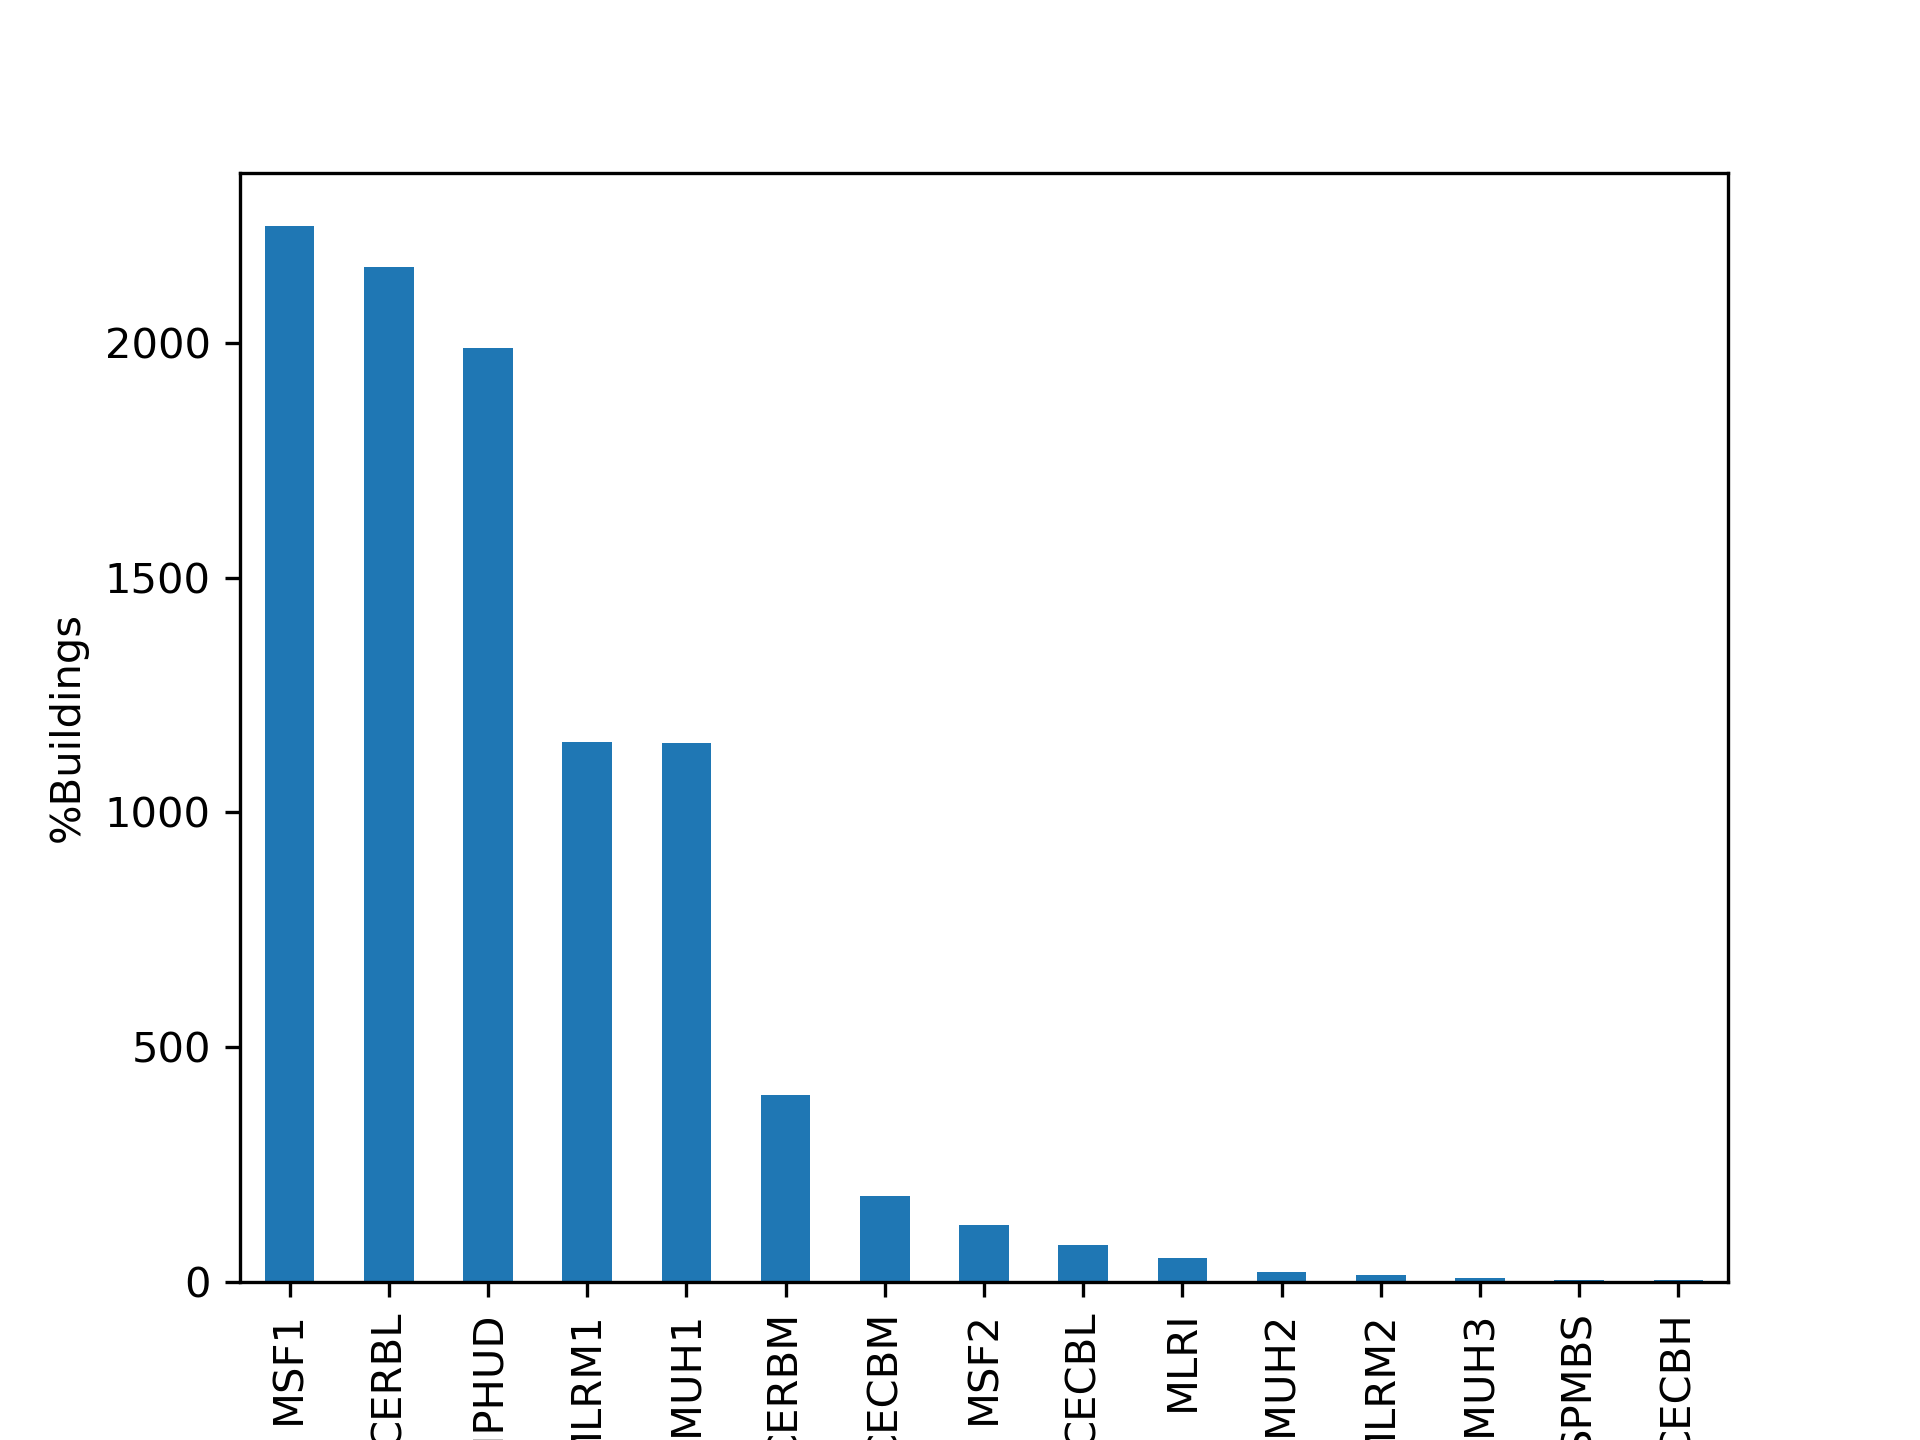 %Buildings
2000
1500
1000
500
0
MSF1
CERBL
PHUD
MLRM1
MUH1
CERBM
CECBM
MSF2
CECBL
MLRI
MUH2
MLRM2
MUH3
SPMBS
CECBH